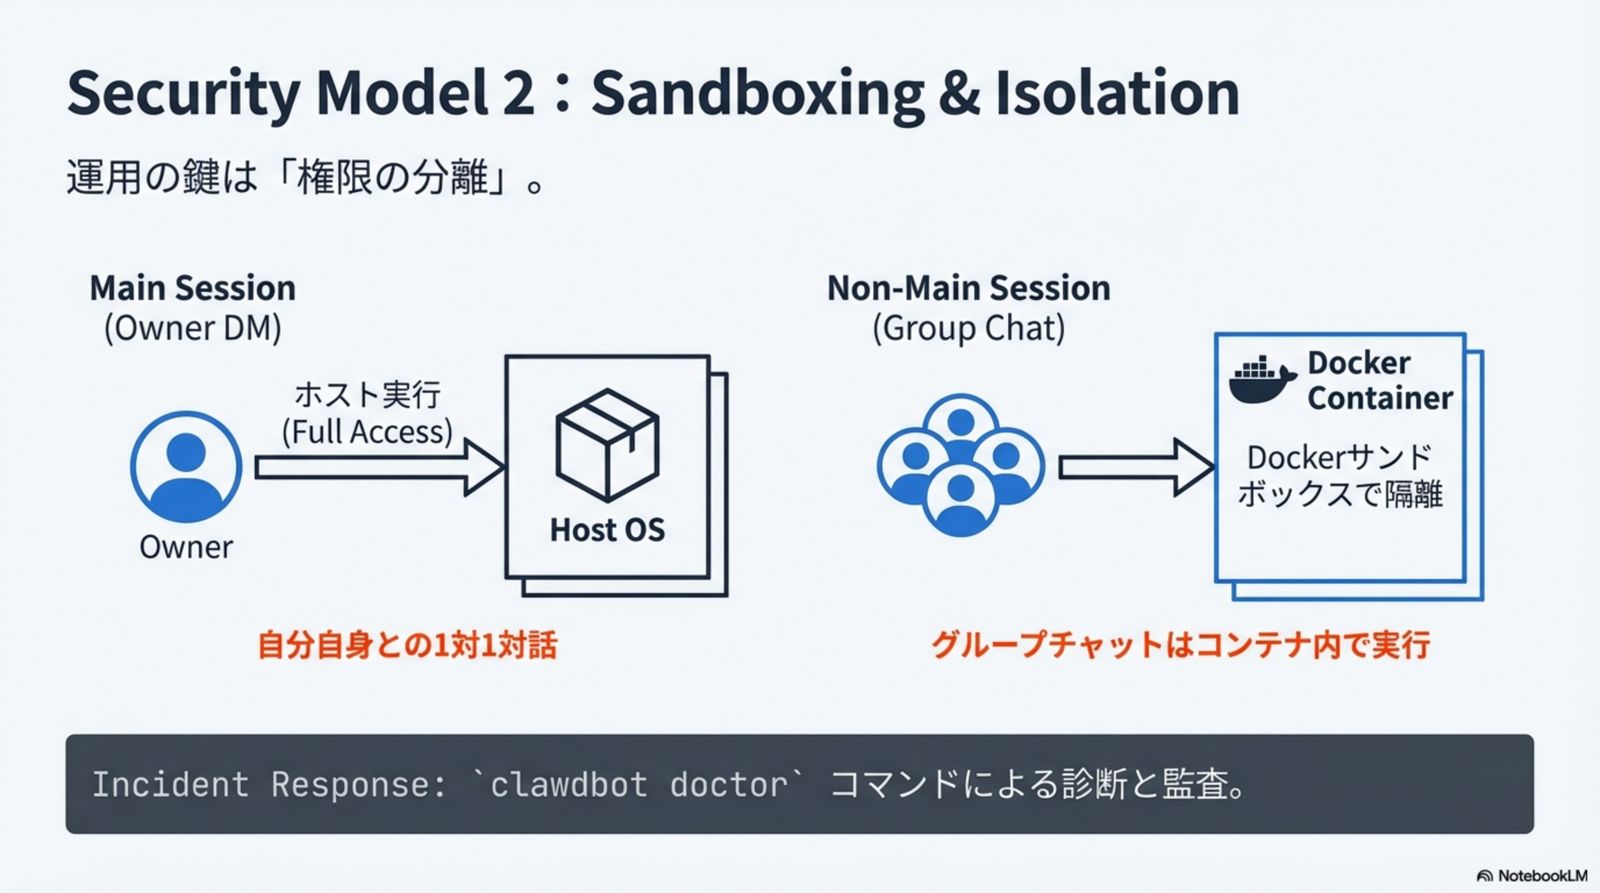 Security Model 2：Sandboxing & Isolation
運用の鍵は「権限の分離」。
Main Session
(Owner DM)
ホスト実行
(Full Access)
Owner
Host OS
自分自身との1対1対話
Non-Main Session
(Group Chat)
Docker
Container
Dockerサンド
ボックスで隔離
グループチャットはコンテナ内で実行
Incident Response: `clawdbot doctor` コマンドによる診断と監査。
NotebookLM